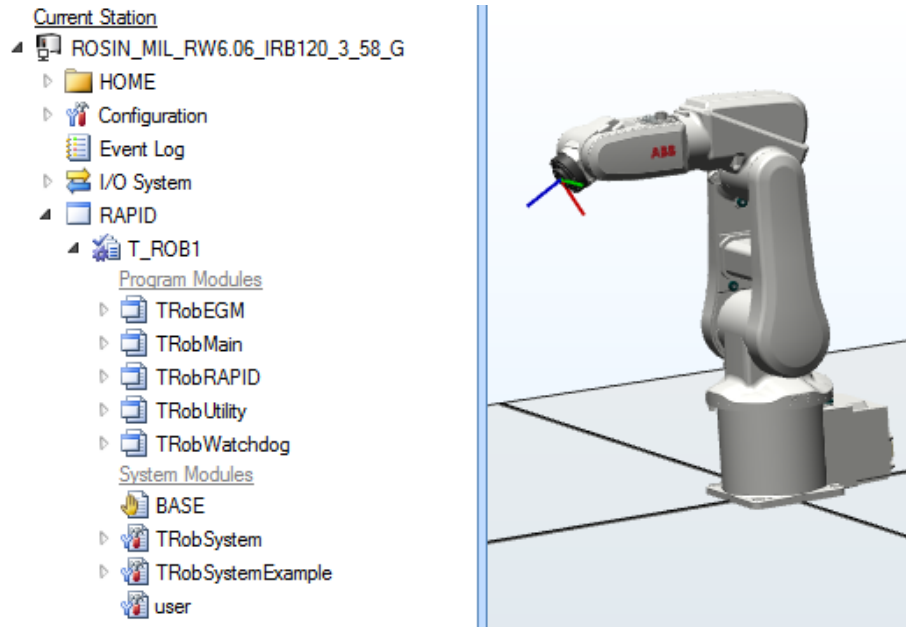 Current Station
ROSIN_MIL_RW6.06_IRB120_3_58_G
HOME
Configuration
Event Log
I/O System
RAPID
T_ROB1
Program Modules
TRobEGM
TRobMain
TRobRAPID
TRobUtility
TRobWatchdog
System Modules
BASE
TRobSystem
TRobSystemExample
user
ABB